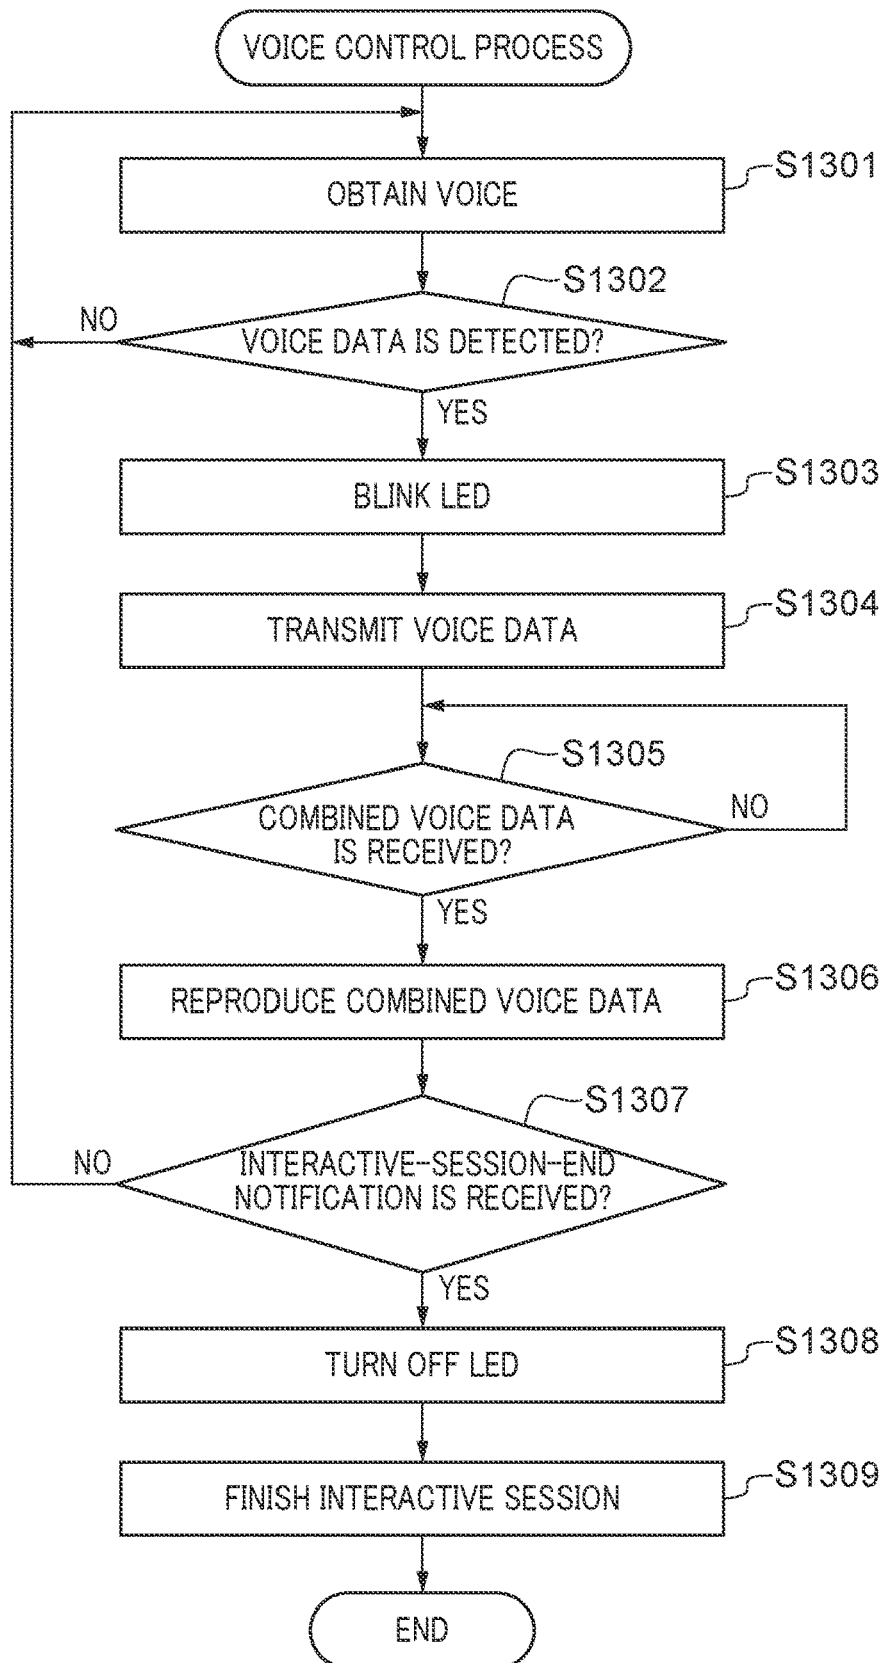 VOICE CONTROL PROCESS
S1301
OBTAIN VOICE
S1302
NO
VOICE DATA IS DETECTED?
YES
S1303
BLINK LED
S1304
TRANSMIT VOICE DATA
S1305
COMBINED VOICE DATA
IS RECEIVED?
NO
YES
S1306
REPRODUCE COMBINED VOICE DATA
S1307
NO
INTERACTIVE-SESSION-END
NOTIFICATION IS RECEIVED?
YES
S1308
TURN OFF LED
S1309
FINISH INTERACTIVE SESSION
END